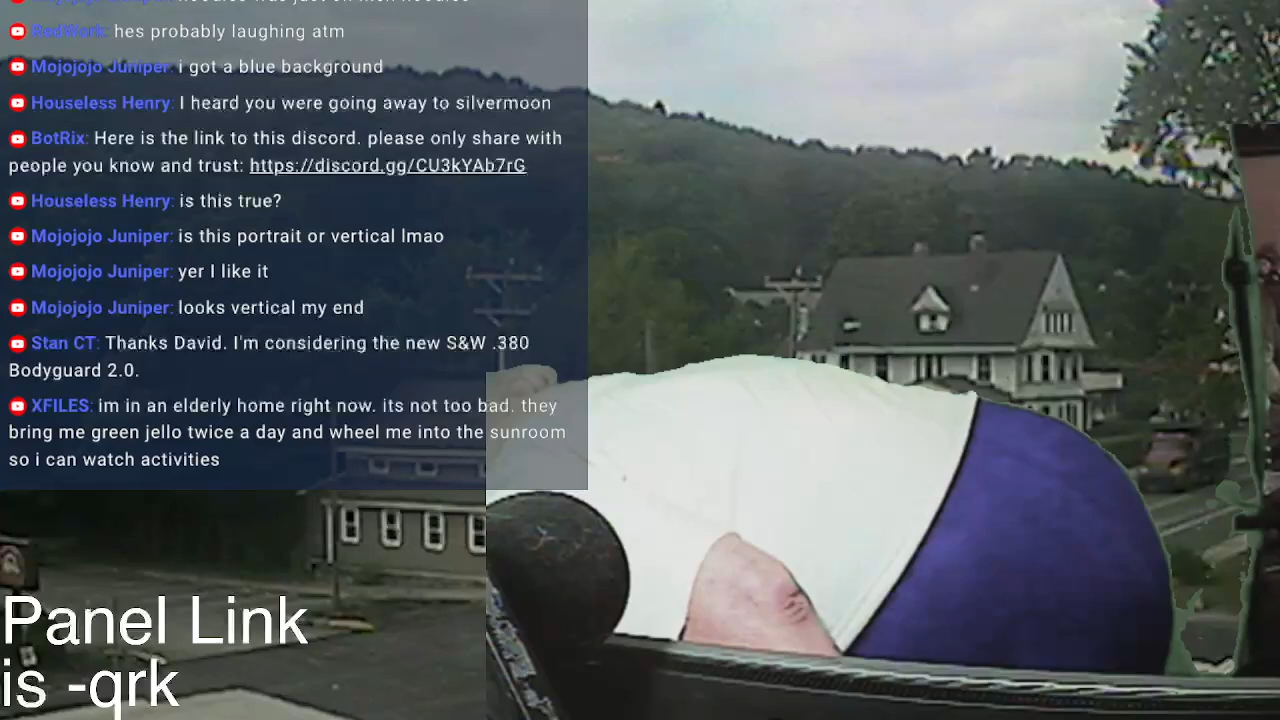 hes probably laughing atm
Mojojojo Juniper: i got a blue background
Houseless Henry: I heard you were going away to silvermoon
BotRix: Here is the link to this discord. please only share with
people you know and trust: https://discord.gg/CU3kYAb7rG
Houseless Henry: is this true?
Mojojojo Juniper: is this portrait or vertical lmao
Mojojojo Juniper: yer I like it
Mojojojo Juniper: looks vertical my end
Stan CT: Thanks David. I'm considering the new S&W .380
Bodyguard 2.0.
XFILES: im in an elderly home right now. its not too bad. they
bring me green jello twice a day and wheel me into the sunroom
so i can watch activities
Panel Link
is -qrk